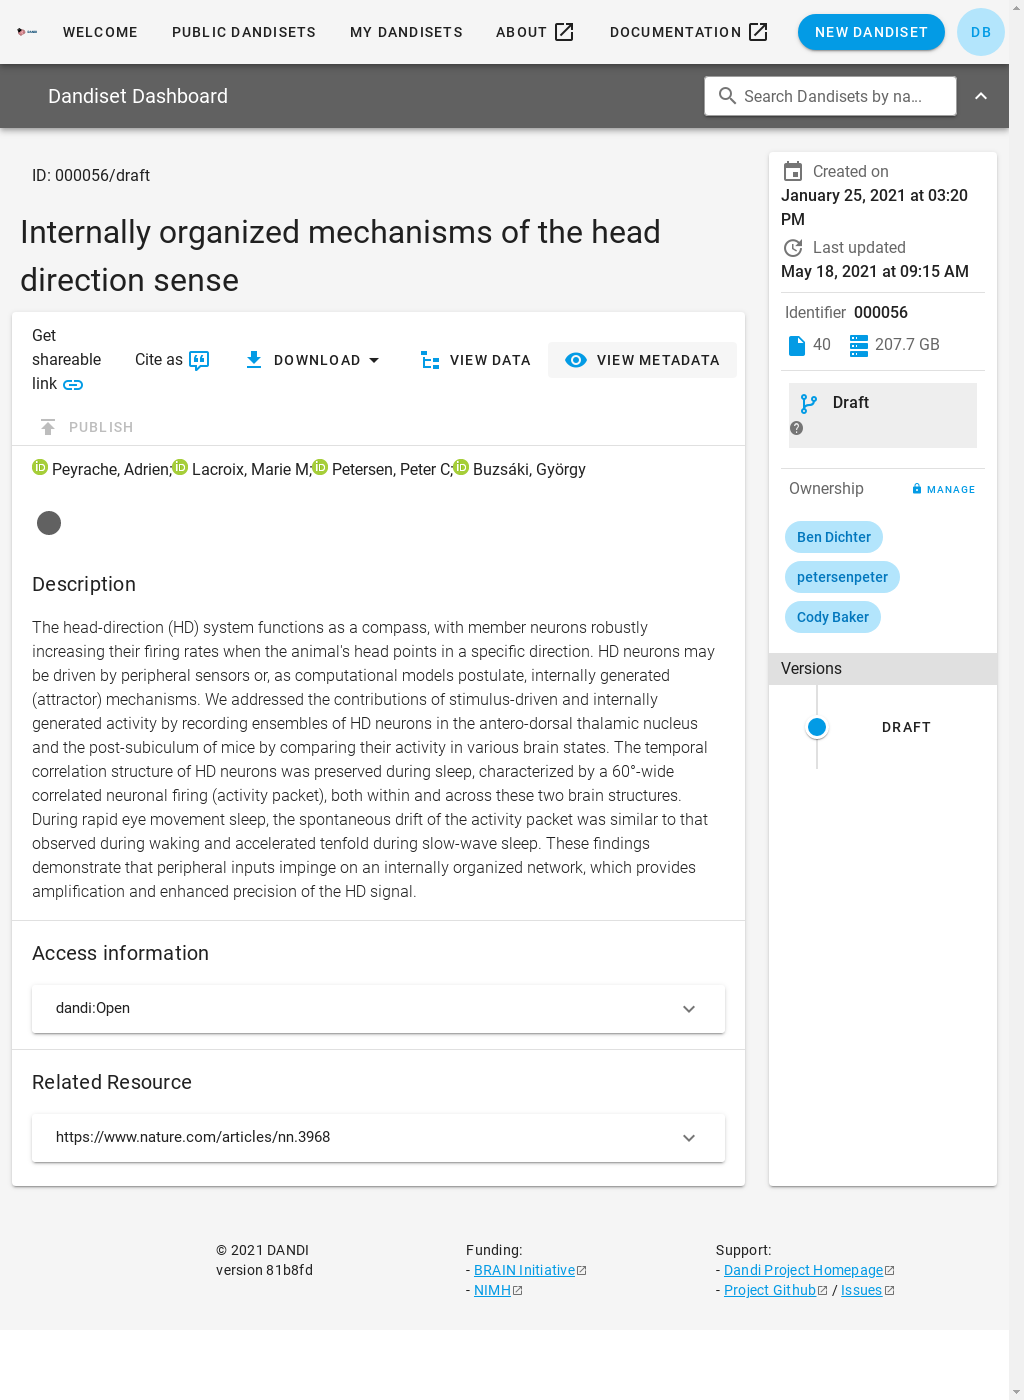 WELCOME PUBLIC DANDISETS MY DANDISETS ABOUT DOCUMENTATION NEW DANDISET DB
Dandiset Dashboard
Search Dandisets by na...
ID: 000056/draft
Internally organized mechanisms of the head
direction sense
Get
shareable
link
Cite as
DOWNLOAD
VIEW DATA
VIEW METADATA
PUBLISH
Peyrache, Adrien; Lacroix, Marie M; Petersen, Peter C; Buzsáki, György
Description
The head-direction (HD) system functions as a compass, with member neurons robustly
increasing their firing rates when the animal's head points in a specific direction. HD neurons may
be driven by peripheral sensors or, as computational models postulate, internally generated
(attractor) mechanisms. We addressed the contributions of stimulus-driven and internally
generated activity by recording ensembles of HD neurons in the antero-dorsal thalamic nucleus
and the post-subiculum of mice by comparing their activity in various brain states. The temporal
correlation structure of HD neurons was preserved during sleep, characterized by a 60°-wide
correlated neuronal firing (activity packet), both within and across these two brain structures.
During rapid eye movement sleep, the spontaneous drift of the activity packet was similar to that
observed during waking and accelerated tenfold during slow-wave sleep. These findings
demonstrate that peripheral inputs impinge on an internally organized network, which provides
amplification and enhanced precision of the HD signal.
Access information
dandi:Open
Related Resource
https://www.nature.com/articles/nn.3968
Created on
January 25, 2021 at 03:20
PM
Last updated
May 18, 2021 at 09:15 AM
Identifier 000056
40 207.7 GB
Draft
Ownership MANAGE
Ben Dichter
petersenpeter
Cody Baker
Versions
DRAFT
© 2021 DANDI
version 81b8fd
Funding:
- BRAIN Initiative
- NIMH
Support:
- Dandi Project Homepage
- Project Github / Issues